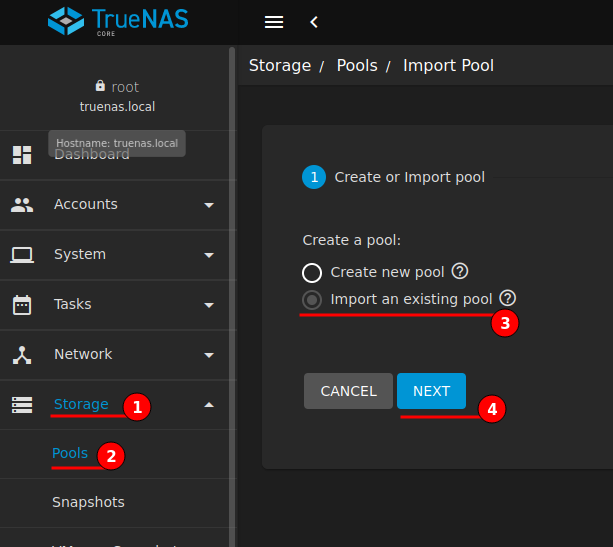 TrueNAS
CORE
root
truenas.local
Hostname: truenas.local
Dashboard
Accounts
System
Tasks
Network
Storage
1
Pools
2
Snapshots
Storage / Pools / Import Pool
1 Create or Import pool
Create a pool:
Create new pool ?
Import an existing pool ?
3
CANCEL NEXT
4